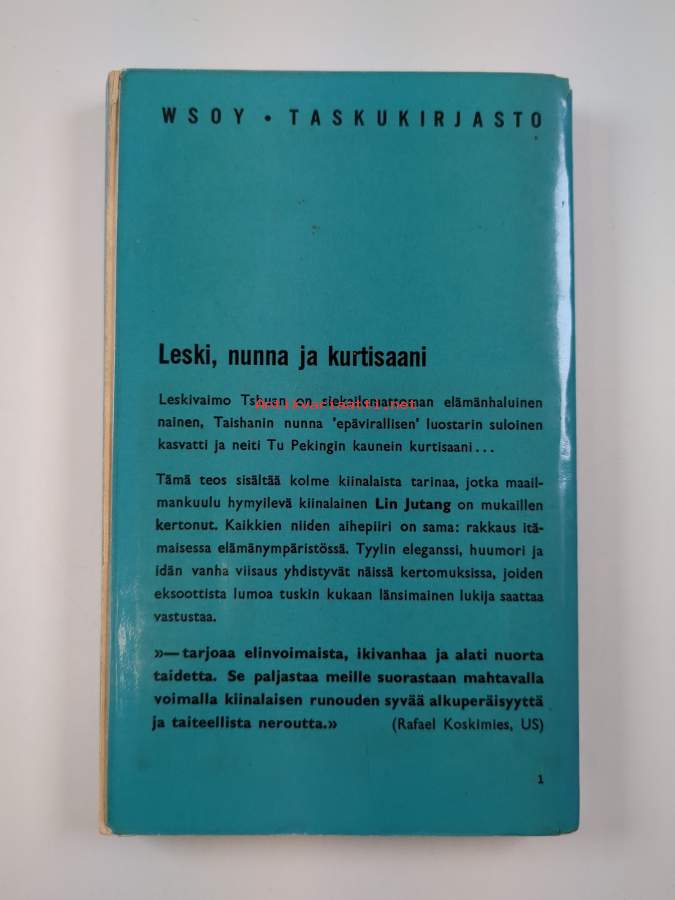 WSOY • TASKUKIRJASTO
Leski, nunna ja kurtisaani
Leskivaimo Tshuan on siekailemattoman elämänhaluinen
antikvariaatti.net
nainen, Taishanin nunna 'epävirallisen' luostarin suloinen
kasvatti ja neiti Tu Pekingin kaunein kurtisaani...
Tämä teos sisältää kolme kiinalaista tarinaa, jotka maail-
mankuulu hymyilevä kiinalainen Lin Jutang on mukaillen
kertonut. Kaikkien niiden aihepiiri on sama: rakkaus itä-
maisessa elämänympäristössä. Tyylin eleganssi, huumori ja
idän vanha viisaus yhdistyvät näissä kertomuksissa, joiden
eksoottista lumoa tuskin kukaan länsimainen lukija saattaa
vastustaa.
»—tarjoaa elinvoimaista, ikivanhaa ja alati nuorta
taidetta. Se paljastaa meille suorastaan mahtavalla
voimalla kiinalaisen runouden syvää alkuperäisyyttä
ja taiteellista neroutta.» (Rafael Koskimies, US)
1